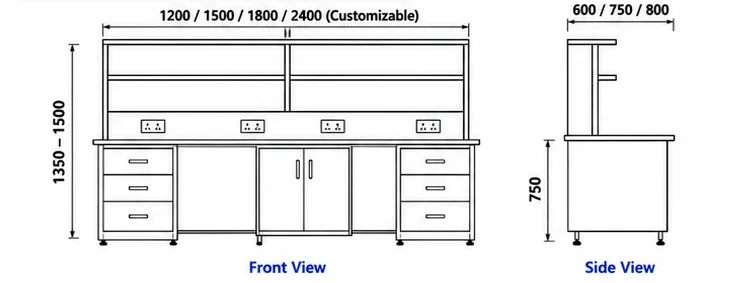 1200 / 1500 / 1800 / 2400 (Customizable)
600 / 750 / 800
1350 – 1500
750
Front View
Side View